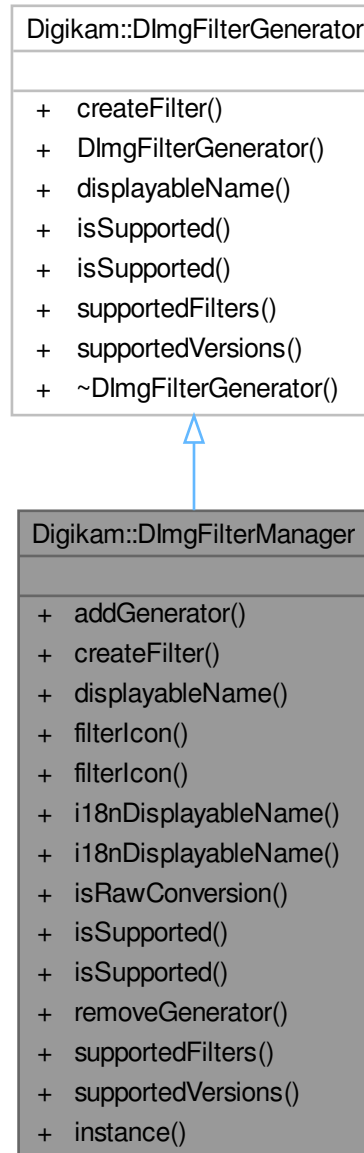 Digikam::DImgFilterGenerator
+ createFilter()
+ DImgFilterGenerator()
+ displayableName()
+ isSupported()
+ isSupported()
+ supportedFilters()
+ supportedVersions()
+ ~DImgFilterGenerator()
Digikam::DImgFilterManager
+ addGenerator()
+ createFilter()
+ displayableName()
+ filterIcon()
+ filterIcon()
+ i18nDisplayableName()
+ i18nDisplayableName()
+ isRawConversion()
+ isSupported()
+ isSupported()
+ removeGenerator()
+ supportedFilters()
+ supportedVersions()
+ instance()